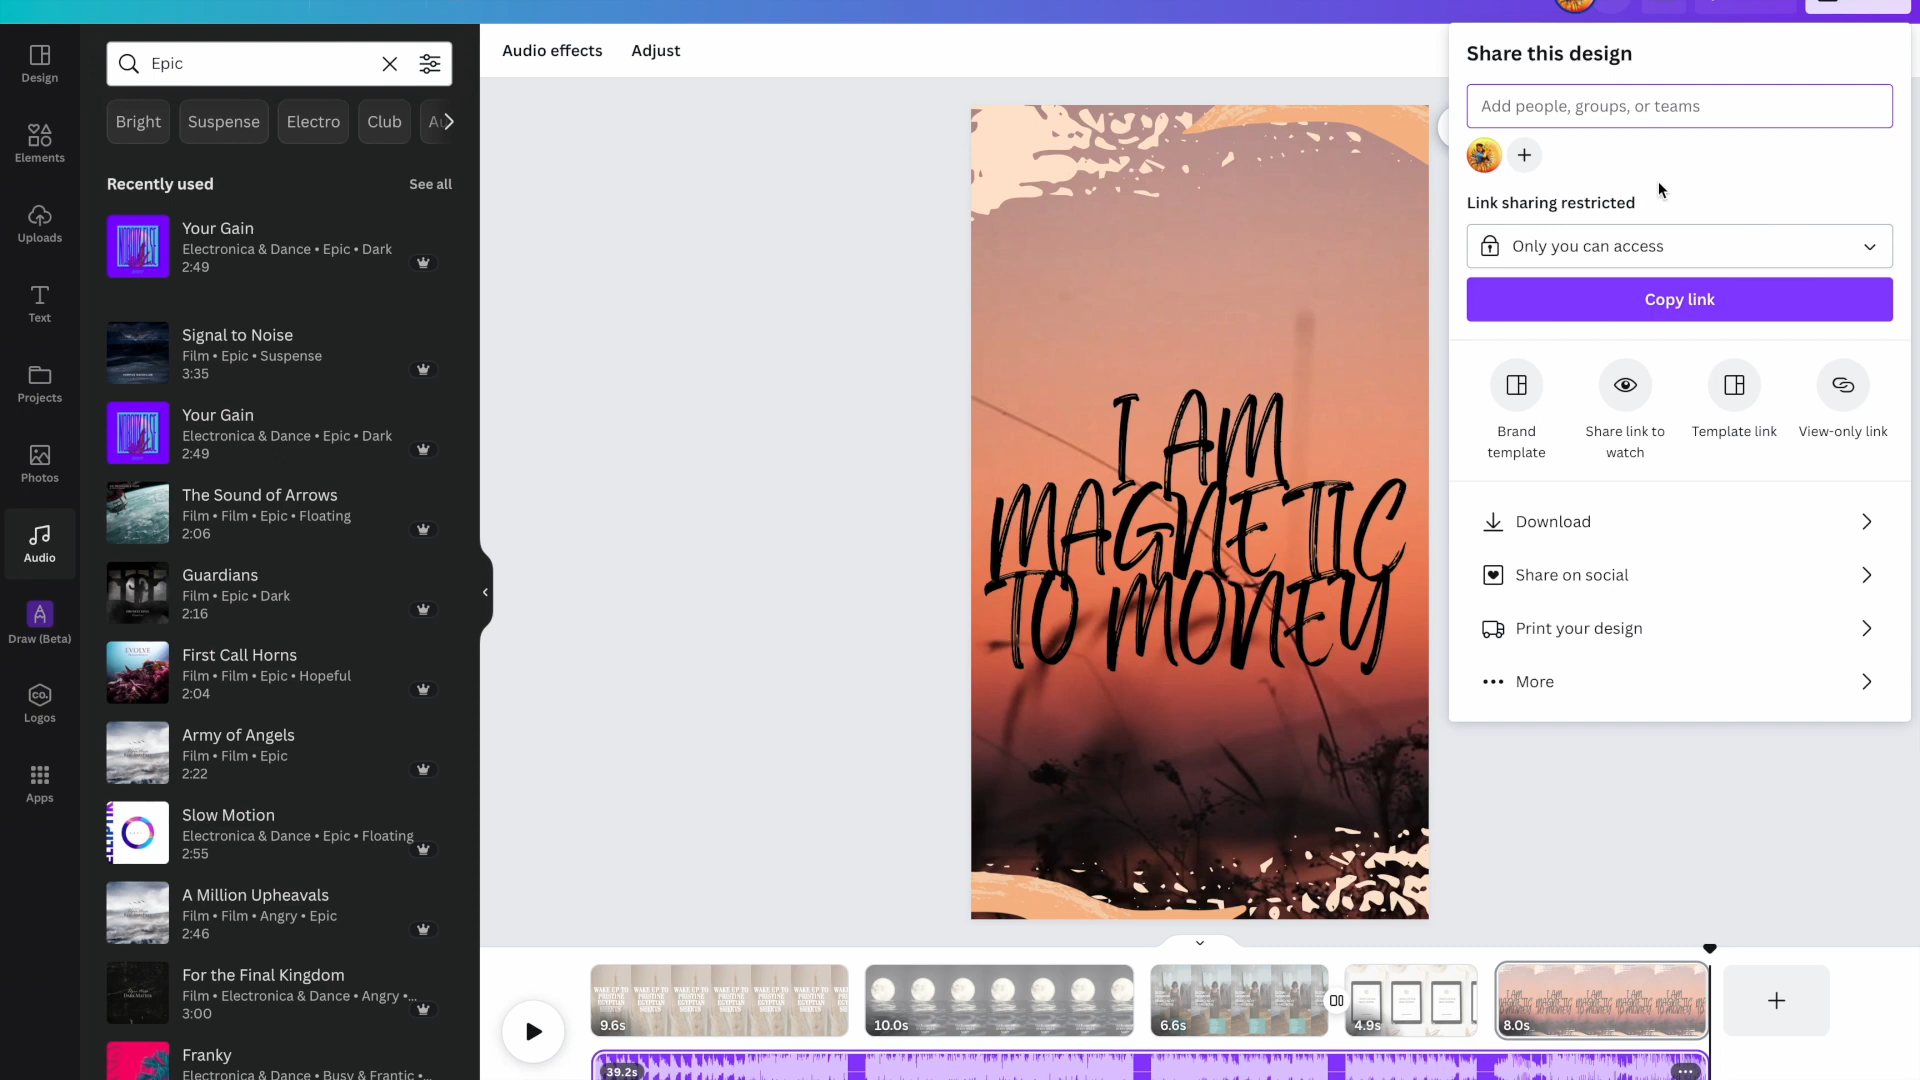 Design
Elements
Uploads
Text
Projects
Photos
Audio
Draw (Beta)
Logos
Apps
CO.
Epic
Bright
Suspense
Electro
Club
Recently used
See all
Your Gain
Electronica & Dance • Epic • Dark
2:49
Signal to Noise
Film • Epic • Suspense
3:35
Your Gain
Electronica & Dance • Epic • Dark
2:49
The Sound of Arrows
Film • Film • Epic • Floating
2:06
Guardians
Film • Epic • Dark
2:16
EVOLVE
First Call Horns
Film • Film • Epic • Hopeful
2:04
Army of Angels
Film • Film • Epic
2:22
Slow Motion
Electronica & Dance • Epic • Floating
2:55
A Million Upheavals
Film • Film • Angry • Epic
2:46
For the Final Kingdom
Film • Electronica & Dance • Angry •...
3:00
Franky
Electronica & Dance • Busy & Frantic •...
Audio effects
Adjust
I AM
MAGNETIC
TO MONEY
Share this design
Add people, groups, or teams
Link sharing restricted
Only you can access
Copy link
Brand
template
Share link to
watch
Template link
View-only link
Download
Share on social
Print your design
More
WAKE UP TO
PRISTINE
EGYPTIAN
SHEETS
9.6s
10.0s
6.6s
4.9s
8.0s
39.2s